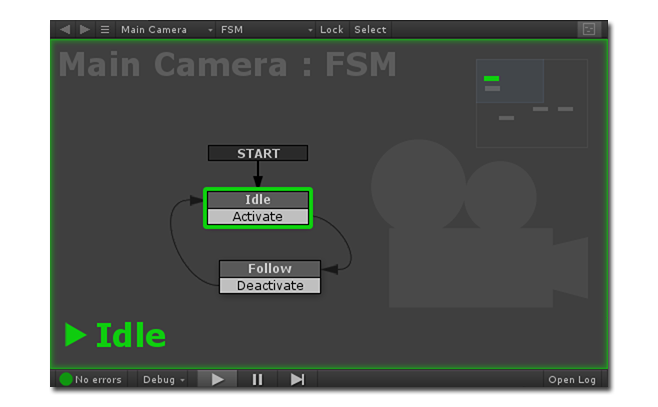 Main Camera FSM Lock Select
Main Camera : FSM
START
Idle
Activate
Follow
Deactivate
Idle
No errors Debug Open Log